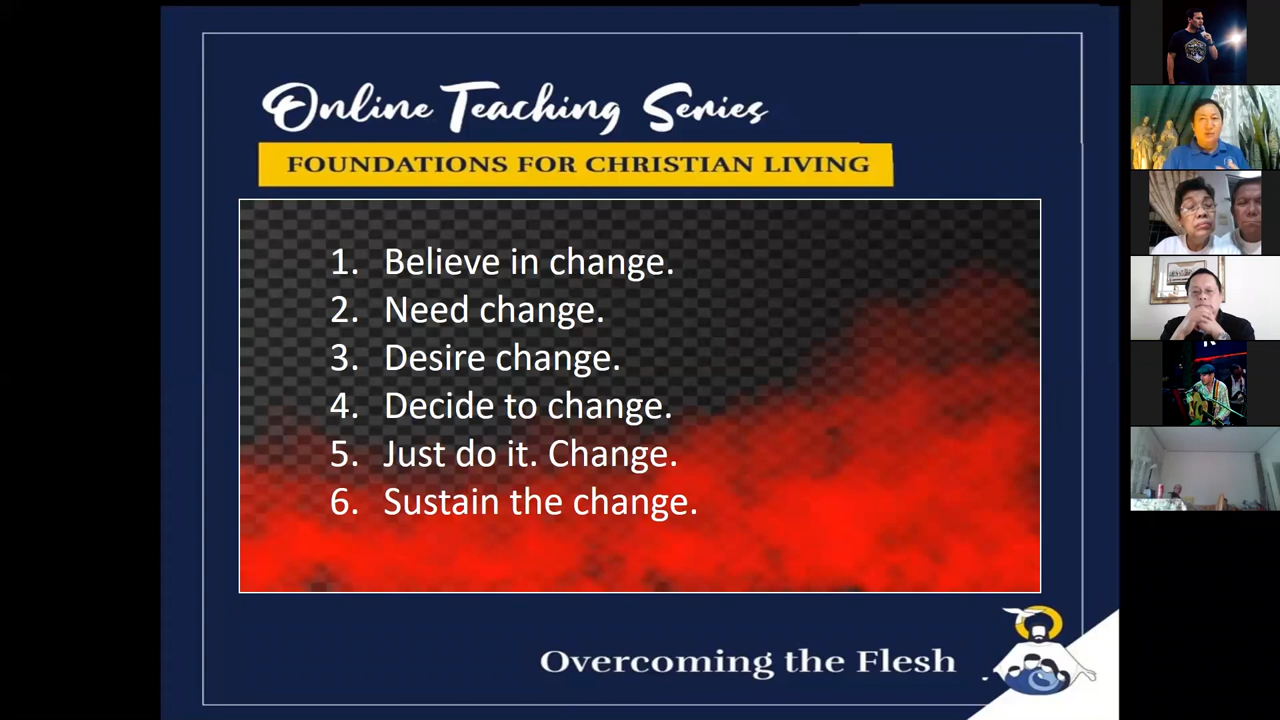 Online Teaching Series
FOUNDATIONS FOR CHRISTIAN LIVING
1. Believe in change.
2. Need change.
3. Desire change.
4. Decide to change.
5. Just do it. Change.
6. Sustain the change.
Overcoming the Flesh